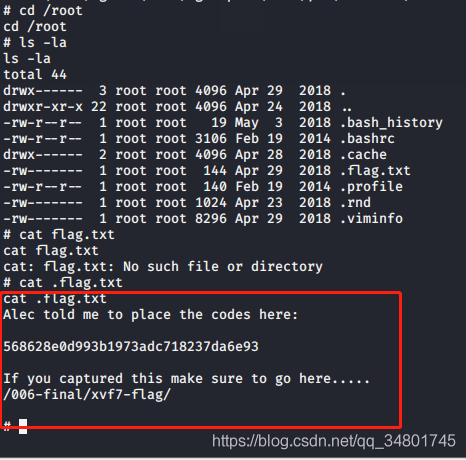 # cd /root
cd /root
# ls -la
ls -la
total 44
drwx------  3 root root 4096 Apr 29  2018 .
drwxr-xr-x 22 root root 4096 Apr 24  2018 ..
-rw-r--r--  1 root root   19 May  3  2018 .bash_history
-rw-r--r--  1 root root 3106 Feb 19  2014 .bashrc
drwx------  2 root root 4096 Apr 28  2018 .cache
-rw-------  1 root root  144 Apr 29  2018 .flag.txt
-rw-r--r--  1 root root  140 Feb 19  2014 .profile
-rw-------  1 root root 1024 Apr 23  2018 .rnd
-rw-------  1 root root 8296 Apr 29  2018 .viminfo
# cat flag.txt
cat flag.txt
cat: flag.txt: No such file or directory
# cat .flag.txt
cat .flag.txt
Alec told me to place the codes here:
568628e0d993b1973adc718237da6e93
If you captured this make sure to go here.....
/006-final/xvf7-flag/
#
https://blog.csdn.net/qq_34801745